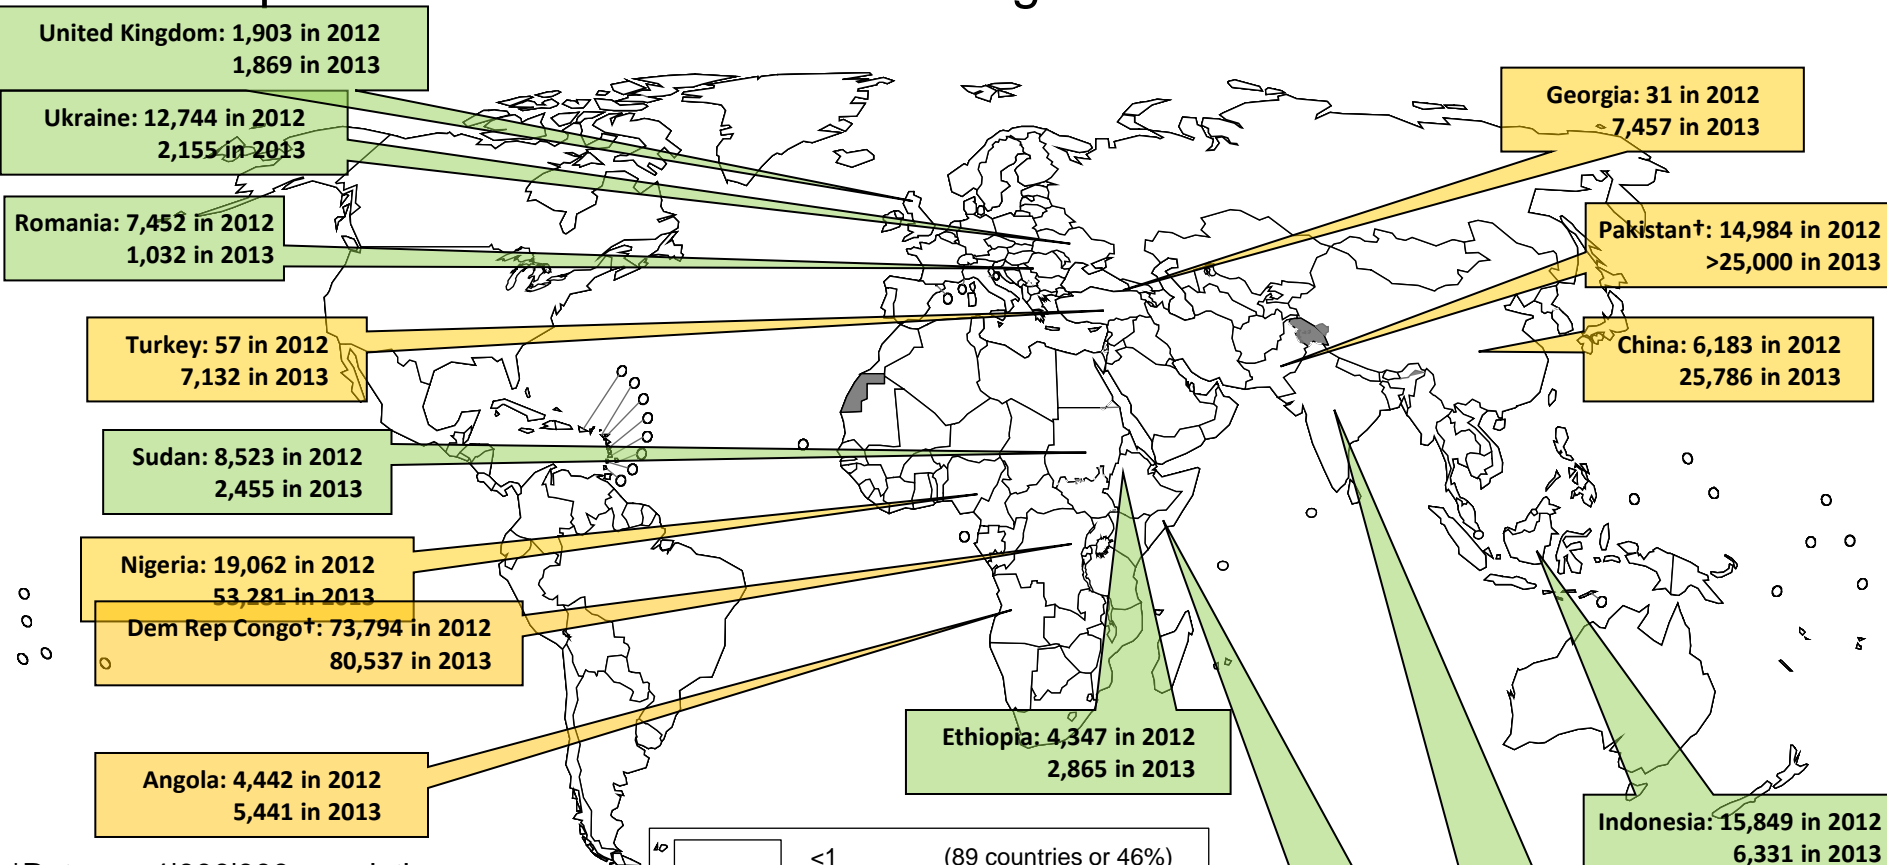 United Kingdom: 1,903 in 2012
1,869 in 2013
Ukraine: 12,744 in 2012
2,155 in 2013
Romania: 7,452 in 2012
1,032 in 2013
Turkey: 57 in 2012
7,132 in 2013
Sudan: 8,523 in 2012
2,455 in 2013
Nigeria: 19,062 in 2012
53,281 in 2013
Dem Rep Congo†: 73,794 in 2012
80,537 in 2013
Angola: 4,442 in 2012
5,441 in 2013
Georgia: 31 in 2012
7,457 in 2013
Pakistan†: 14,984 in 2012
>25,000 in 2013
China: 6,183 in 2012
25,786 in 2013
Ethiopia: 4,347 in 2012
2,865 in 2013
Indonesia: 15,849 in 2012
6,331 in 2013
<1 (89 countries or 46%)